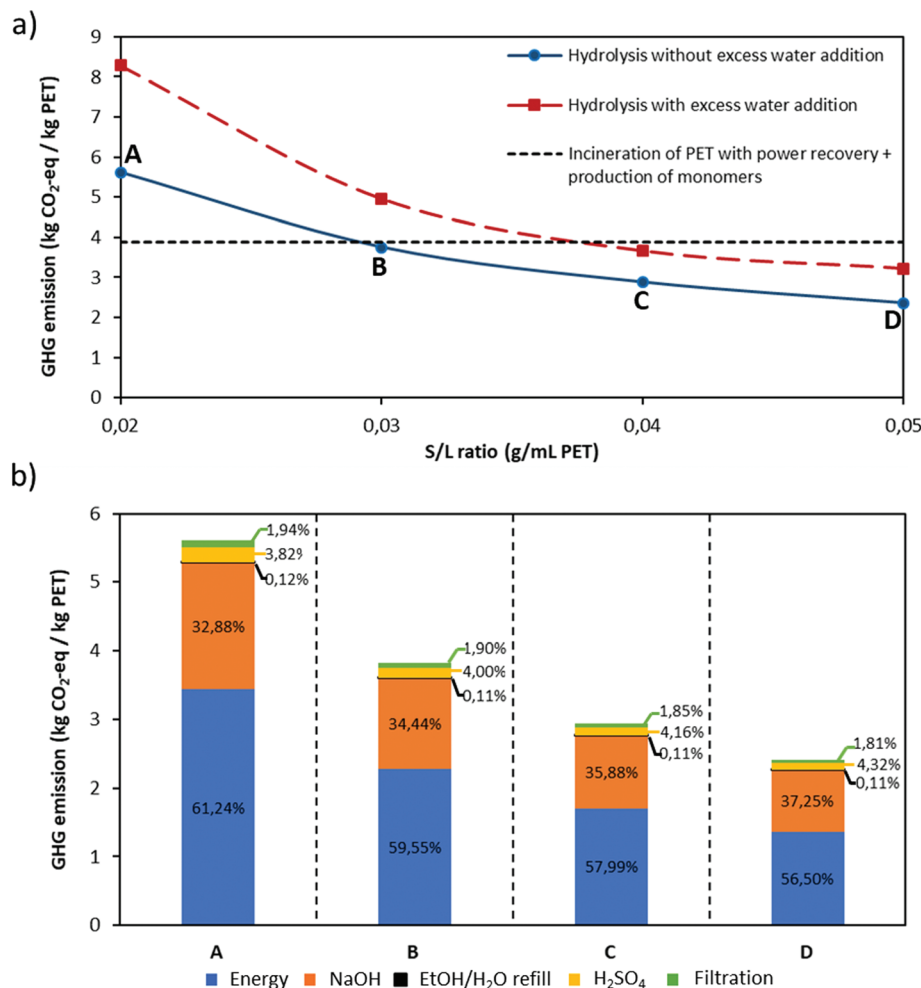 a)
GHG emission (kg CO₂-eq / kg PET)
9
8
7
6
5
4
3
2
1
0
Hydrolysis without excess water addition
Hydrolysis with excess water addition
Incineration of PET with power recovery +
production of monomers
A
B
C
D
0,02
0,03
0,04
0,05
S/L ratio (g/mL PET)
b)
GHG emission (kg CO₂-eq / kg PET)
6
5
4
3
2
1
0
1,94%
3,82%
0,12%
32,88%
61,24%
1,90%
4,00%
0,11%
34,44%
59,55%
1,85%
4,16%
0,11%
35,88%
57,99%
1,81%
4,32%
0,11%
37,25%
56,50%
A
B
C
D
Energy
NaOH
EtOH/H₂O refill
H₂SO₄
Filtration